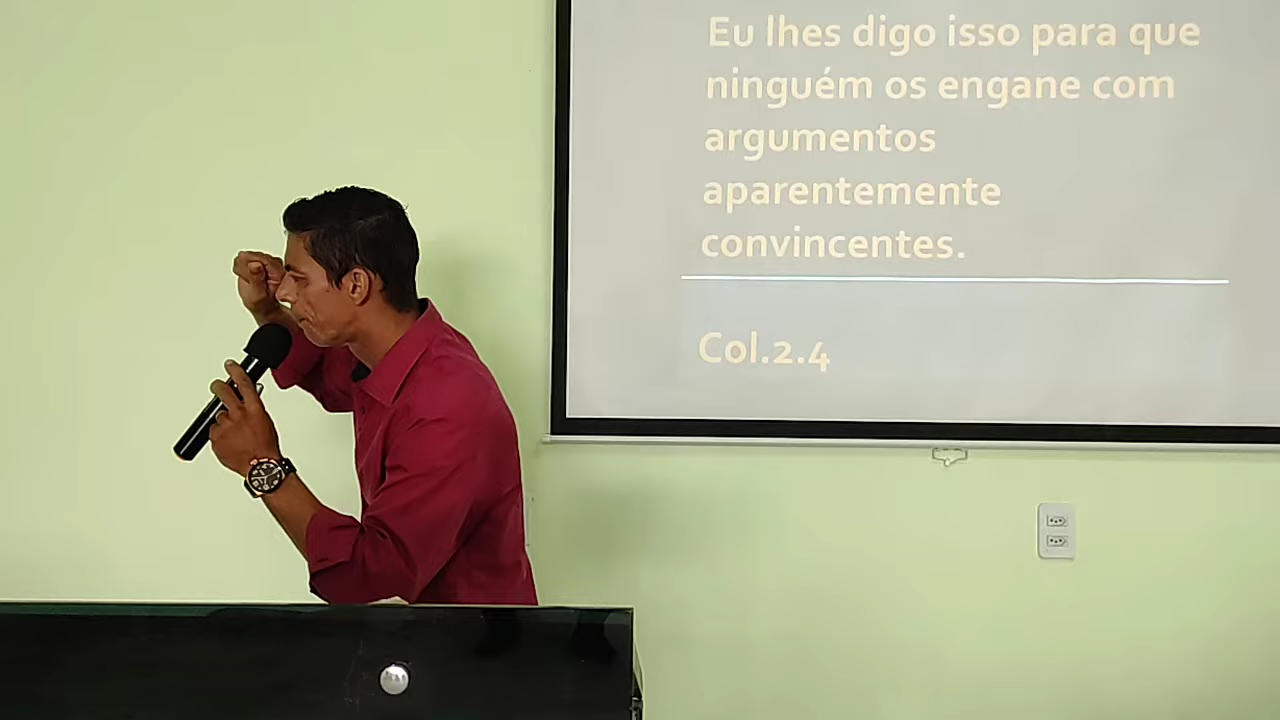 Eu lhes digo isso para que
ninguém os engane com
argumentos
aparentemente
convincentes.
Col.2.4